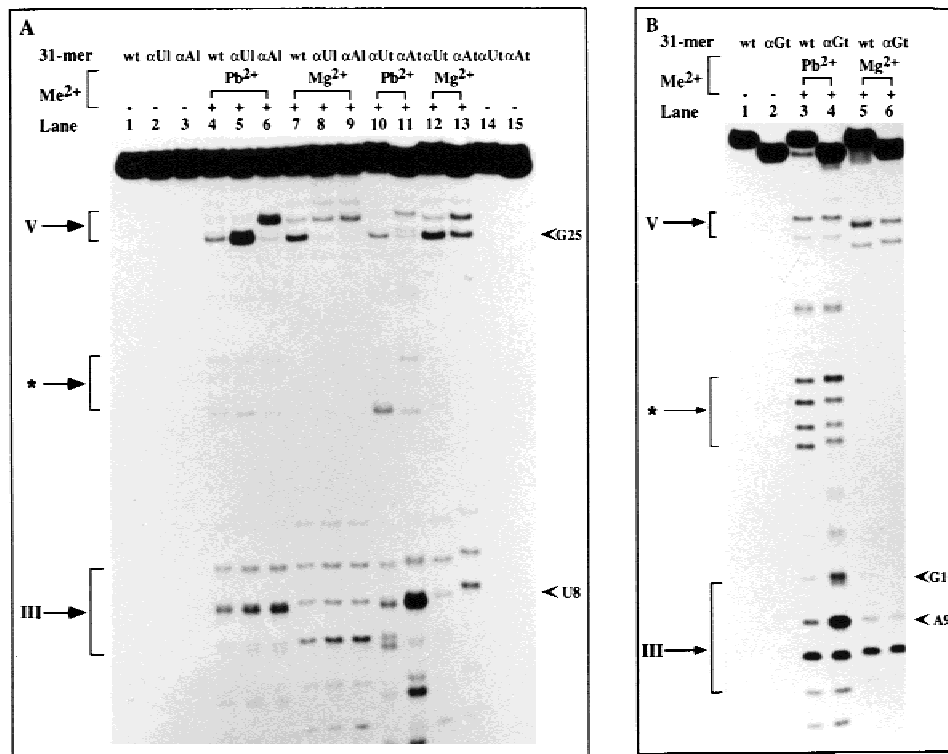 A
31-mer wt αUl αAl wt αUl αAl wt αUl αAl αUt αAt αUt αAt αUt αAt
Pb2+ Mg2+ Pb2+ Mg2+
Me2+
- - - + + + + + + + + + + - -
Lane 1 2 3 4 5 6 7 8 9 10 11 12 13 14 15
V
G25
*
U8
III
B
31-mer wt αGt wt αGt wt αGt
Pb2+ Mg2+
Me2+
- - + + + +
Lane 1 2 3 4 5 6
V
*
A9
III